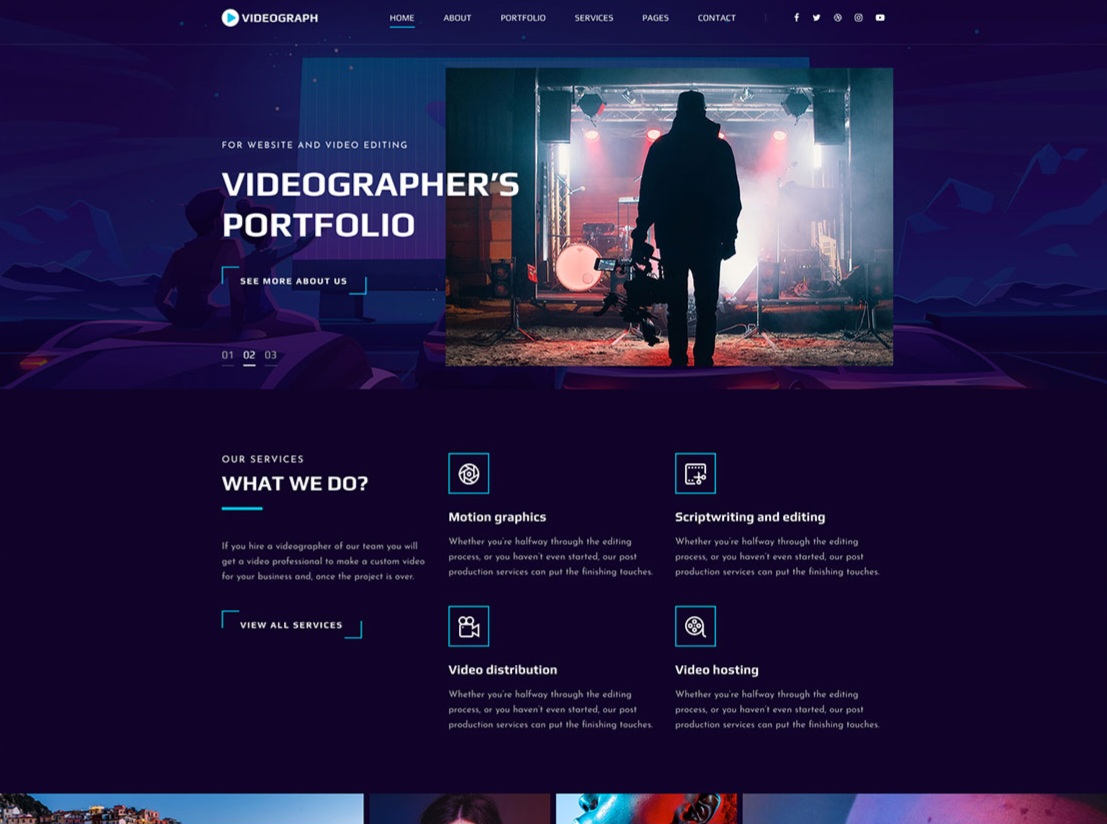 VIDEOGRAPH
HOME ABOUT PORTFOLIO SERVICES PAGES CONTACT
FOR WEBSITE AND VIDEO EDITING
VIDEOGRAPHER'S
PORTFOLIO
SEE MORE ABOUT US
01 02 03
OUR SERVICES
WHAT WE DO?
If you hire a videographer of our team you will
get a video professional to make a custom video
for your business and, once the project is over.
VIEW ALL SERVICES
Motion graphics
Whether you're halfway through the editing
process, or you haven't even started, our post
production services can put the finishing touches.
Scriptwriting and editing
Whether you're halfway through the editing
process, or you haven't even started, our post
production services can put the finishing touches.
Video distribution
Whether you're halfway through the editing
process, or you haven't even started, our post
production services can put the finishing touches.
Video hosting
Whether you're halfway through the editing
process, or you haven't even started, our post
production services can put the finishing touches.